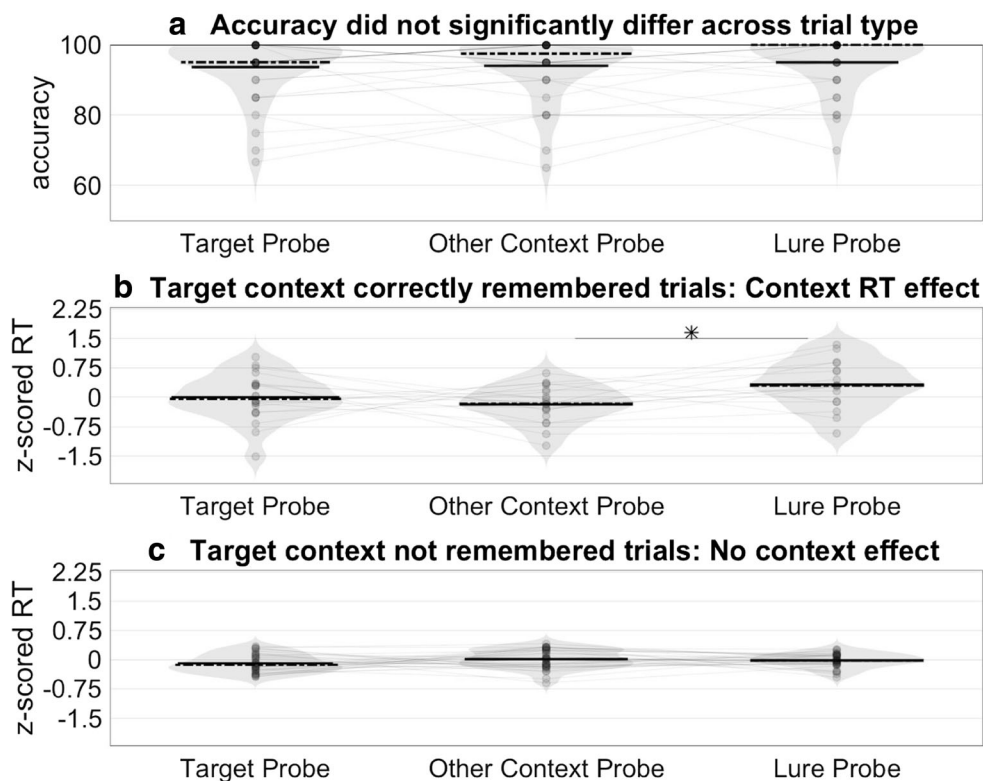 a Accuracy did not significantly differ across trial type
100
80
60
accuracy
Target Probe Other Context Probe Lure Probe
b Target context correctly remembered trials: Context RT effect
2.25
1.5
0.75
0
-0.75
-1.5
z-scored RT
*
Target Probe Other Context Probe Lure Probe
c Target context not remembered trials: No context effect
2.25
1.5
0.75
0
-0.75
-1.5
z-scored RT
Target Probe Other Context Probe Lure Probe